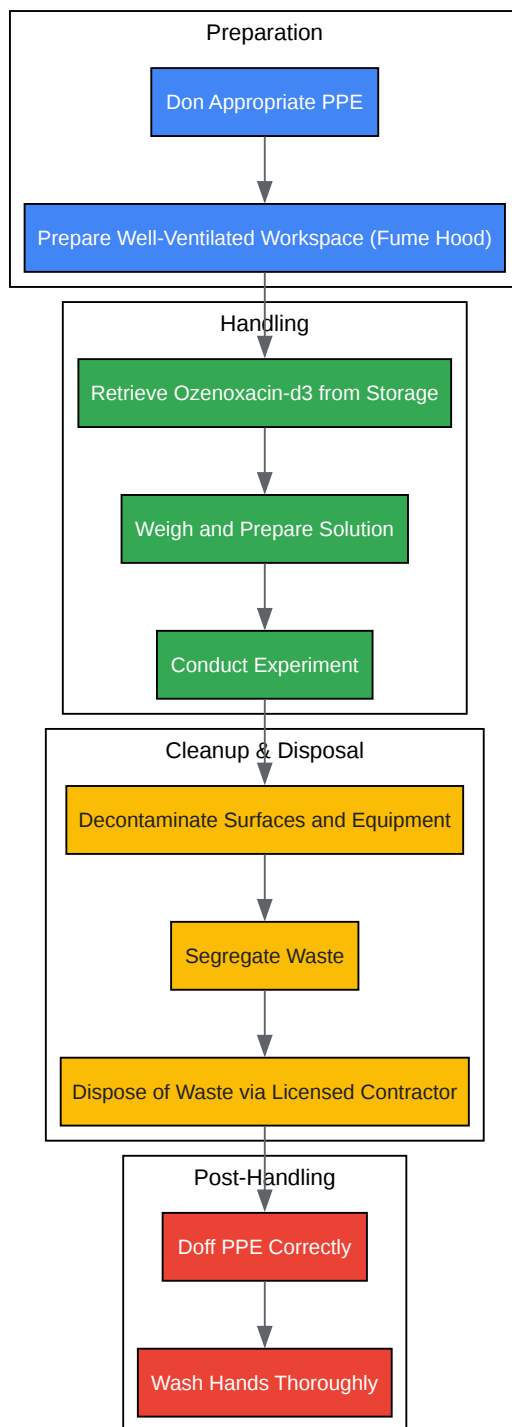 Preparation
Don Appropriate PPE
Prepare Well-Ventilated Workspace (Fume Hood)
Handling
Retrieve Ozenoxacin-d3 from Storage
Weigh and Prepare Solution
Conduct Experiment
Cleanup & Disposal
Decontaminate Surfaces and Equipment
Segregate Waste
Dispose of Waste via Licensed Contractor
Post-Handling
Doff PPE Correctly
Wash Hands Thoroughly